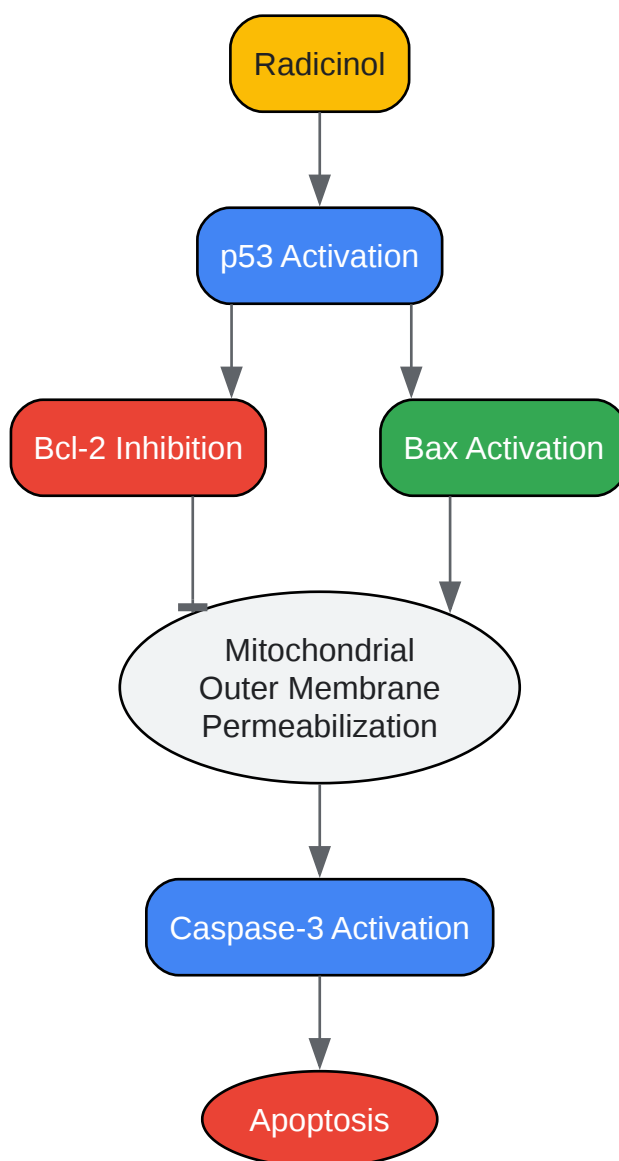 Radicinol
p53 Activation
Bcl-2 Inhibition
Bax Activation
Mitochondrial
Outer Membrane
Permeabilization
Caspase-3 Activation
Apoptosis